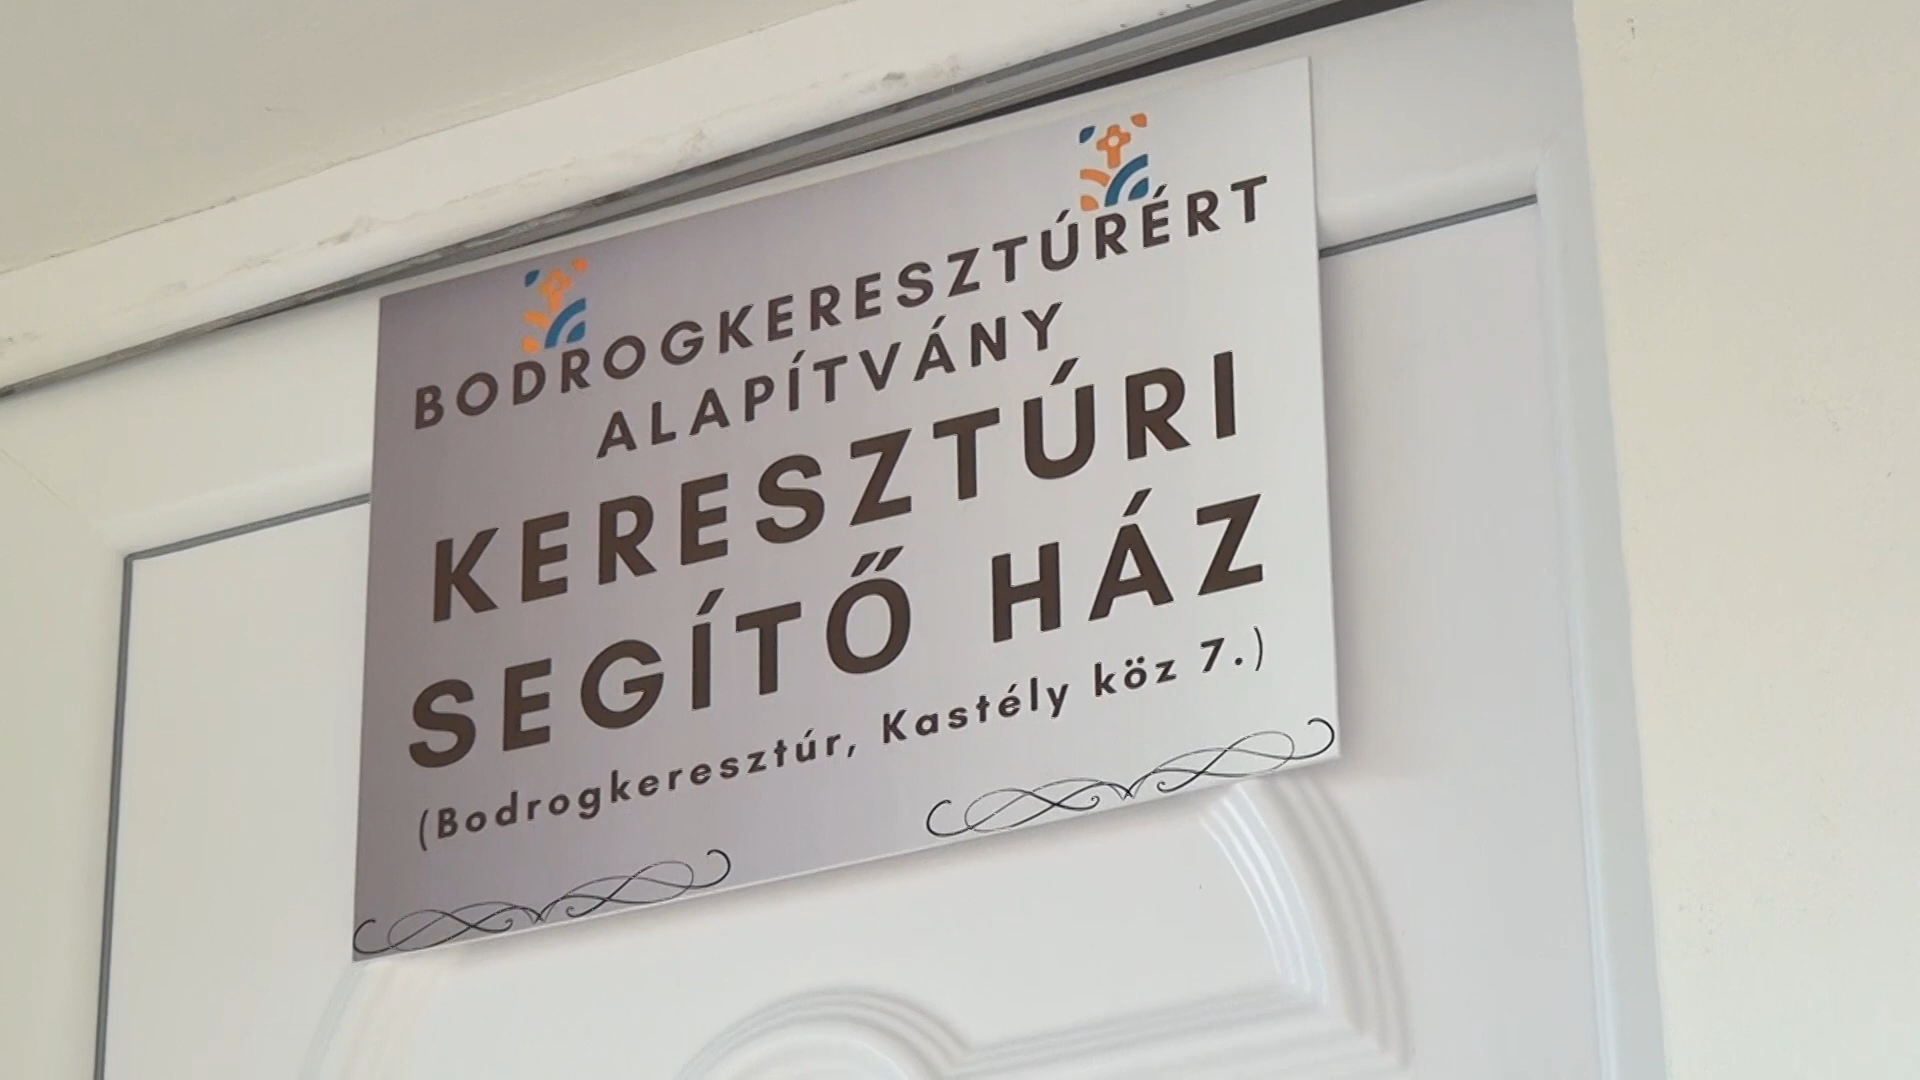 BODROGKERESZTÚRÉRT
ALAPÍTVÁNY
KERESZTÚRI
SEGÍTŐ HÁZ
(Bodrogkeresztúr, Kastély köz 7.)